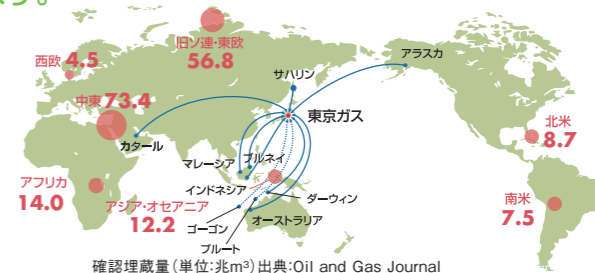 す。
旧ソ連・東欧
56.8
西欧 4.5
アラスカ
サハリン
中東 73.4
東京ガス
カタール
北米
8.7
マレーシア
ブルネイ
アフリカ
14.0
インドネシア
アジア・オセアニア
12.2
ダーウィン
南米
7.5
ゴーゴン
オーストラリア
プルート
確認埋蔵量(単位:兆m³)出典:Oil and Gas Journal